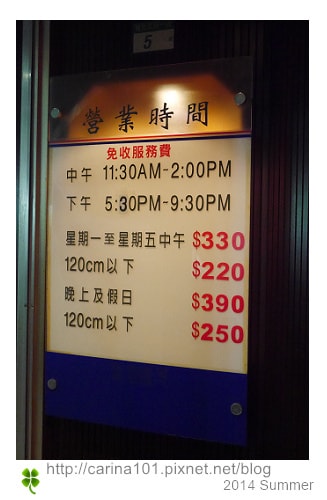 5
營業時間
免收服務費
中午 11:30AM-2:00PM
下午 5:30PM-9:30PM
星期一至星期五中午 $330
120cm以下 $220
晚上及假日 $390
120cm以下 $250
http://carina101.pixnet.net/blog
2014 Summer